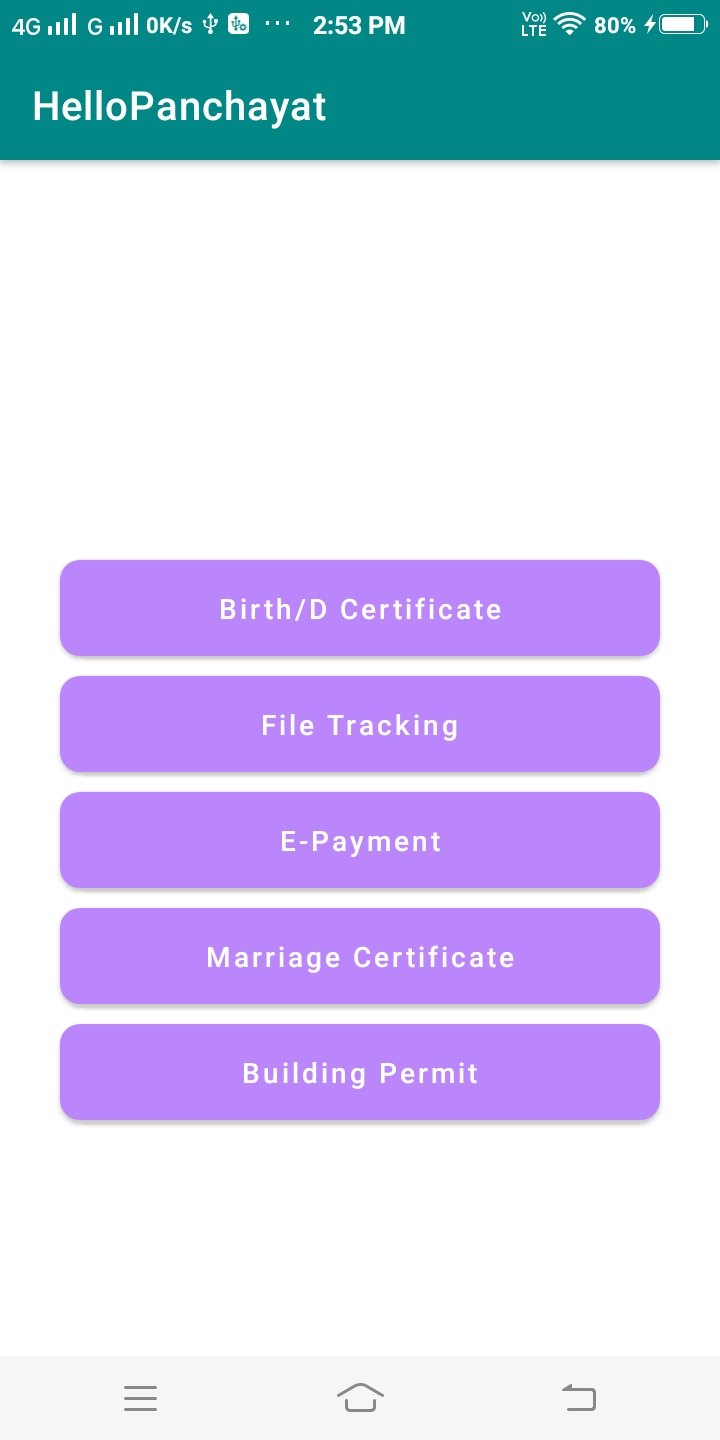 4G G 0K/s ... 2:53 PM Vo)) LTE 80%
HelloPanchayat
Birth/D Certificate
File Tracking
E-Payment
Marriage Certificate
Building Permit